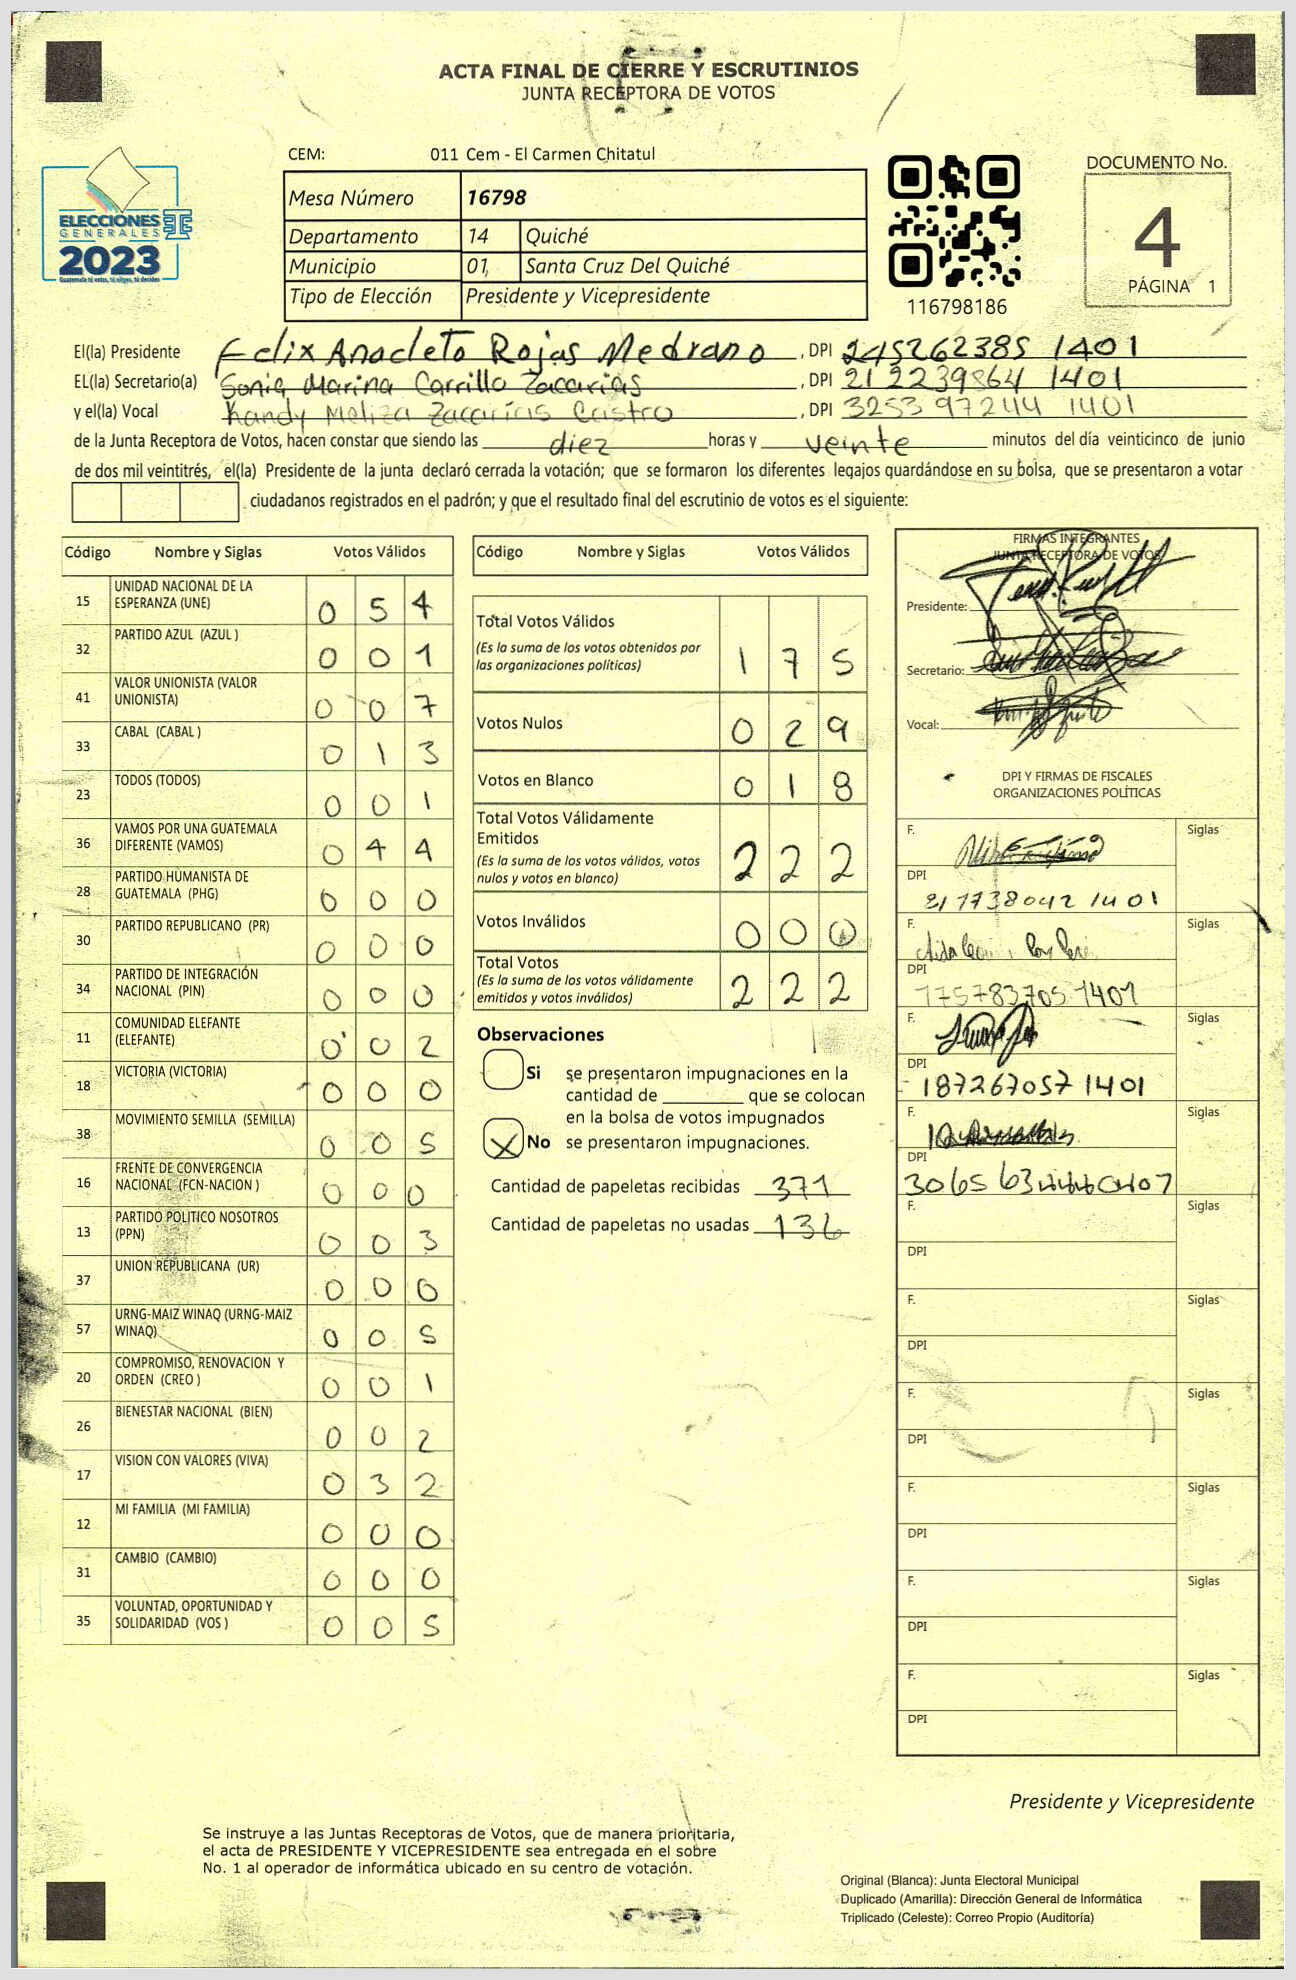 ACTA FINAL DE CIERRE Y ESCRUTINIOS
JUNTA RECEPTORA DE VOTOS
CEM: 011 Cem - El Carmen Chitatul
ELECCIONES
GENERALES
2023
Guatemala tú votas, tú eliges, tú decides
Mesa Número 16798
Departamento 14 Quiché
Municipio 01, Santa Cruz Del Quiché
Tipo de Elección Presidente y Vicepresidente
116798186
DOCUMENTO No.
4
PÁGINA 1
El(la) Presidente Felix Anacleto Rojas Medrano, DPI 245262385 1401
EL(la) Secretario(a) Sonia Marina Carrillo Zacarias, DPI 21 2239864 1401
y el(la) Vocal Kandy Meliza Zacarías Castro, DPI 3253 97244 1401
de la Junta Receptora de Votos, hacen constar que siendo las diez horas y veinte minutos del día veinticinco de junio
de dos mil veintitrés, el(la) Presidente de la junta declaró cerrada la votación; que se formaron los diferentes legajos quardándose en su bolsa, que se presentaron a votar
ciudadanos registrados en el padrón; y que el resultado final del escrutinio de votos es el siguiente:
Código Nombre y Siglas Votos Válidos
15 UNIDAD NACIONAL DE LA ESPERANZA (UNE) 0 5 4
32 PARTIDO AZUL (AZUL ) 0 0 1
41 VALOR UNIONISTA (VALOR UNIONISTA) 0 0 7
33 CABAL (CABAL ) 0 1 3
23 TODOS (TODOS) 0 0 1
36 VAMOS POR UNA GUATEMALA DIFERENTE (VAMOS) 0 4 4
28 PARTIDO HUMANISTA DE GUATEMALA (PHG) 0 0 0
30 PARTIDO REPUBLICANO (PR) 0 0 0
34 PARTIDO DE INTEGRACIÓN NACIONAL (PIN) 0 0 0
11 COMUNIDAD ELEFANTE (ELEFANTE) 0 0 2
18 VICTORIA (VICTORIA) 0 0 0
38 MOVIMIENTO SEMILLA (SEMILLA) 0 0 5
16 FRENTE DE CONVERGENCIA NACIONAL (FCN-NACION ) 0 0 0
13 PARTIDO POLITICO NOSOTROS (PPN) 0 0 3
37 UNION REPUBLICANA (UR) 0 0 0
57 URNG-MAIZ WINAQ (URNG-MAIZ WINAQ) 0 0 5
20 COMPROMISO, RENOVACION Y ORDEN (CREO ) 0 0 1
26 BIENESTAR NACIONAL (BIEN) 0 0 2
17 VISION CON VALORES (VIVA) 0 3 2
12 MI FAMILIA (MI FAMILIA) 0 0 0
31 CAMBIO (CAMBIO) 0 0 0
35 VOLUNTAD, OPORTUNIDAD Y SOLIDARIDAD (VOS ) 0 0 5
Código Nombre y Siglas Votos Válidos
Total Votos Válidos 1 7 5
(Es la suma de los votos obtenidos por
las organizaciones políticas)
Votos Nulos 0 2 9
Votos en Blanco 0 1 8
Total Votos Válidamente
Emitidos 2 2 2
(Es la suma de los votos válidos, votos
nulos y votos en blanco)
Votos Inválidos 0 0 0
Total Votos 2 2 2
(Es la suma de los votos válidamente
emitidos y votos inválidos)
Observaciones
Si se presentaron impugnaciones en la
cantidad de ________ que se colocan
en la bolsa de votos impugnados
X No se presentaron impugnaciones.
Cantidad de papeletas recibidas 371
Cantidad de papeletas no usadas 136
FIRMAS INTEGRANTES
JUNTA RECEPTORA DE VOTOS
Presidente:
Secretario:
Vocal:
DPI Y FIRMAS DE FISCALES
ORGANIZACIONES POLÍTICAS
F. Siglas
DPI
21 1738042 1401
F. Siglas
DPI
1757837051401
F. Siglas
DPI
187267057 1401
F. Siglas
DPI
3065 63
F. Siglas
DPI
F. Siglas
DPI
F. Siglas
DPI
F. Siglas
DPI
F. Siglas
DPI
F. Siglas
DPI
Presidente y Vicepresidente
Se instruye a las Juntas Receptoras de Votos, que de manera prioritaria,
el acta de PRESIDENTE Y VICEPRESIDENTE sea entregada en el sobre
No. 1 al operador de informática ubicado en su centro de votación.
Original (Blanca): Junta Electoral Municipal
Duplicado (Amarilla): Dirección General de Informática
Triplicado (Celeste): Correo Propio (Auditoría)